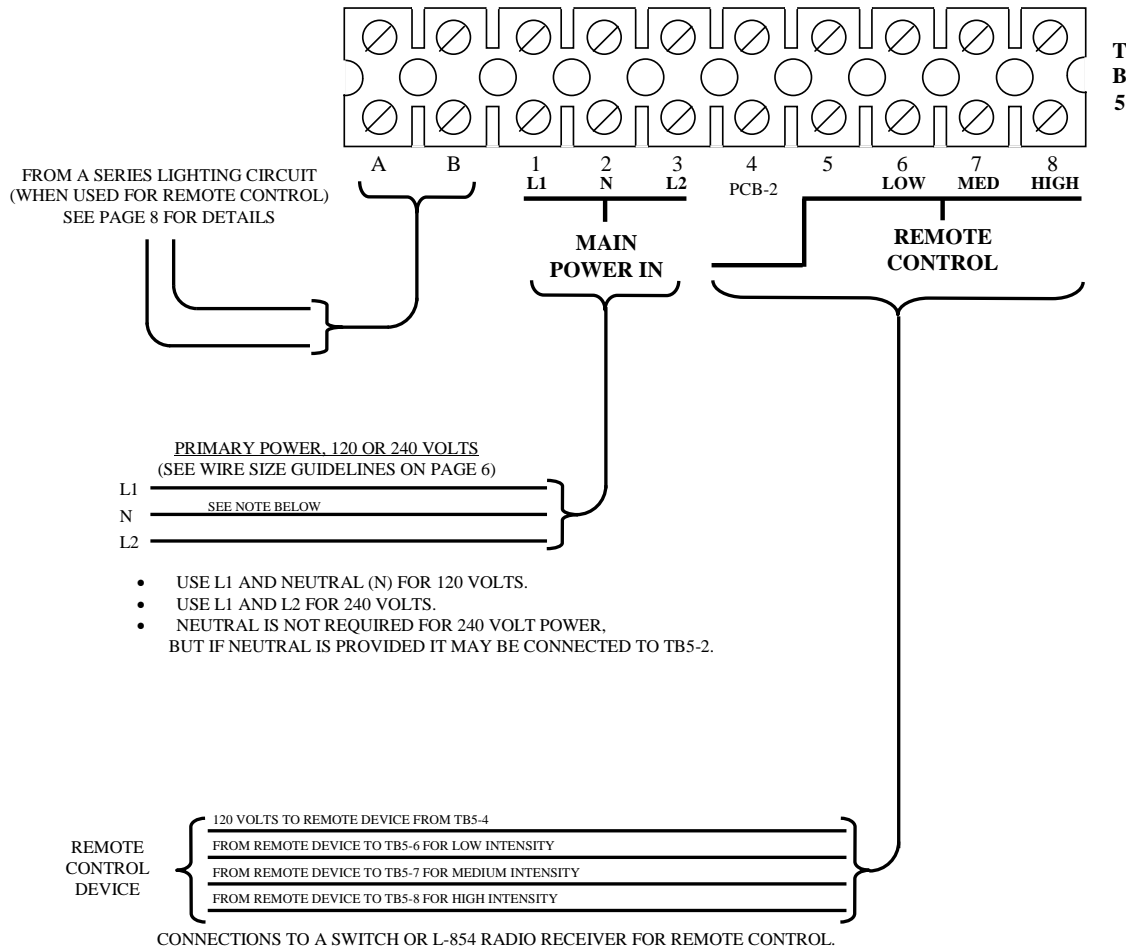 T
B
5
A B 1 2 3 4 5 6 7 8
L1 N L2 PCB-2 LOW MED HIGH
FROM A SERIES LIGHTING CIRCUIT
(WHEN USED FOR REMOTE CONTROL)
SEE PAGE 8 FOR DETAILS
MAIN
POWER IN
REMOTE
CONTROL
PRIMARY POWER, 120 OR 240 VOLTS
(SEE WIRE SIZE GUIDELINES ON PAGE 6)
L1
N SEE NOTE BELOW
L2
• USE L1 AND NEUTRAL (N) FOR 120 VOLTS.
• USE L1 AND L2 FOR 240 VOLTS.
• NEUTRAL IS NOT REQUIRED FOR 240 VOLT POWER,
BUT IF NEUTRAL IS PROVIDED IT MAY BE CONNECTED TO TB5-2.
REMOTE
CONTROL
DEVICE
120 VOLTS TO REMOTE DEVICE FROM TB5-4
FROM REMOTE DEVICE TO TB5-6 FOR LOW INTENSITY
FROM REMOTE DEVICE TO TB5-7 FOR MEDIUM INTENSITY
FROM REMOTE DEVICE TO TB5-8 FOR HIGH INTENSITY
CONNECTIONS TO A SWITCH OR L-854 RADIO RECEIVER FOR REMOTE CONTROL.